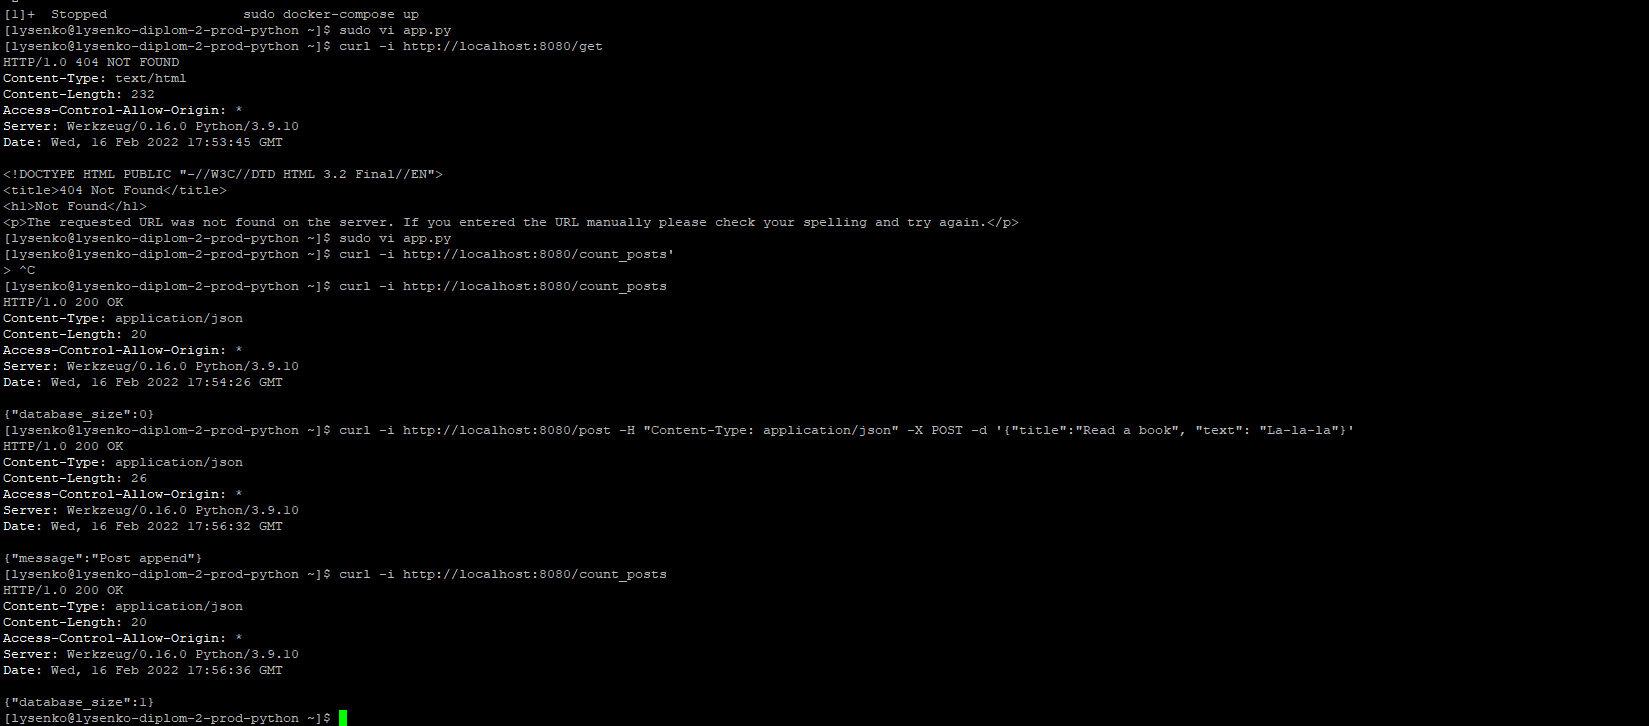 [1]+  Stopped                 sudo docker-compose up
[lysenko@lysenko-diplom-2-prod-python ~]$ sudo vi app.py
[lysenko@lysenko-diplom-2-prod-python ~]$ curl -i http://localhost:8080/get
HTTP/1.0 404 NOT FOUND
Content-Type: text/html
Content-Length: 232
Access-Control-Allow-Origin: *
Server: Werkzeug/0.16.0 Python/3.9.10
Date: Wed, 16 Feb 2022 17:53:45 GMT

<!DOCTYPE HTML PUBLIC "-//W3C//DTD HTML 3.2 Final//EN">
<title>404 Not Found</title>
<h1>Not Found</h1>
<p>The requested URL was not found on the server. If you entered the URL manually please check your spelling and try again.</p>
[lysenko@lysenko-diplom-2-prod-python ~]$ sudo vi app.py
[lysenko@lysenko-diplom-2-prod-python ~]$ curl -i http://localhost:8080/count_posts'
> ^C
[lysenko@lysenko-diplom-2-prod-python ~]$ curl -i http://localhost:8080/count_posts
HTTP/1.0 200 OK
Content-Type: application/json
Content-Length: 20
Access-Control-Allow-Origin: *
Server: Werkzeug/0.16.0 Python/3.9.10
Date: Wed, 16 Feb 2022 17:54:26 GMT

{"database_size":0}
[lysenko@lysenko-diplom-2-prod-python ~]$ curl -i http://localhost:8080/post -H "Content-Type: application/json" -X POST -d '{"title":"Read a book", "text": "La-la-la"}'
HTTP/1.0 200 OK
Content-Type: application/json
Content-Length: 26
Access-Control-Allow-Origin: *
Server: Werkzeug/0.16.0 Python/3.9.10
Date: Wed, 16 Feb 2022 17:56:32 GMT

{"message":"Post append"}
[lysenko@lysenko-diplom-2-prod-python ~]$ curl -i http://localhost:8080/count_posts
HTTP/1.0 200 OK
Content-Type: application/json
Content-Length: 20
Access-Control-Allow-Origin: *
Server: Werkzeug/0.16.0 Python/3.9.10
Date: Wed, 16 Feb 2022 17:56:36 GMT

{"database_size":1}
[lysenko@lysenko-diplom-2-prod-python ~]$